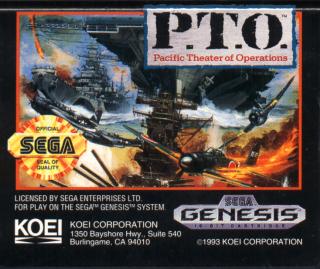 P.T.O.™
Pacific Theater of Operations
OFFICIAL
SEGA
SEAL OF
QUALITY
LICENSED BY SEGA ENTERPRISES LTD.
FOR PLAY ON THE SEGA™ GENESIS™ SYSTEM.
KOEI
KOEI CORPORATION
1350 Bayshore Hwy., Suite 540
Burlingame, CA 94010
SEGA
GENESIS
16-BIT CARTRIDGE
©1993 KOEI CORPORATION